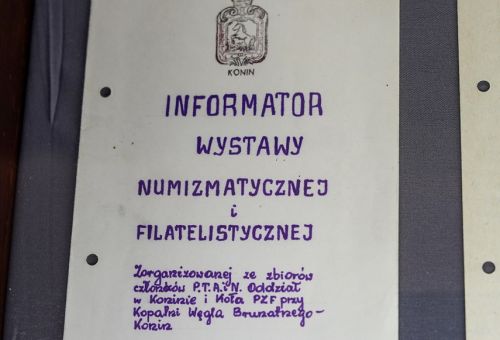 KONIN
INFORMATOR
WYSTAWY
NUMIZMATYCZNEJ
i
FILATELISTYCZNEJ
Zorganizowanej ze zbiorów
członków P.T.A.i N. Oddział
w Koninie i Koła PZF przy
Kopalni Węgla Brunatnego-
Konin